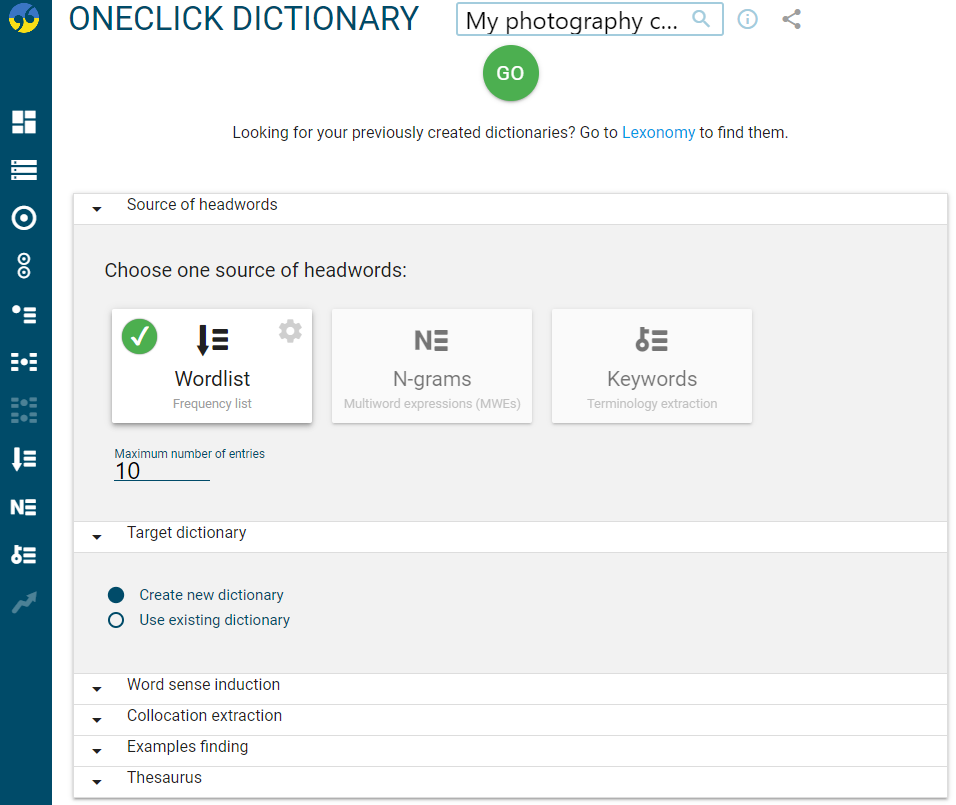 ONECLICK DICTIONARY
My photography c...
GO
Looking for your previously created dictionaries? Go to Lexonomy to find them.
Source of headwords
Choose one source of headwords:
Wordlist
Frequency list
N-grams
Multiword expressions (MWEs)
Keywords
Terminology extraction
Maximum number of entries
10
Target dictionary
Create new dictionary
Use existing dictionary
Word sense induction
Collocation extraction
Examples finding
Thesaurus